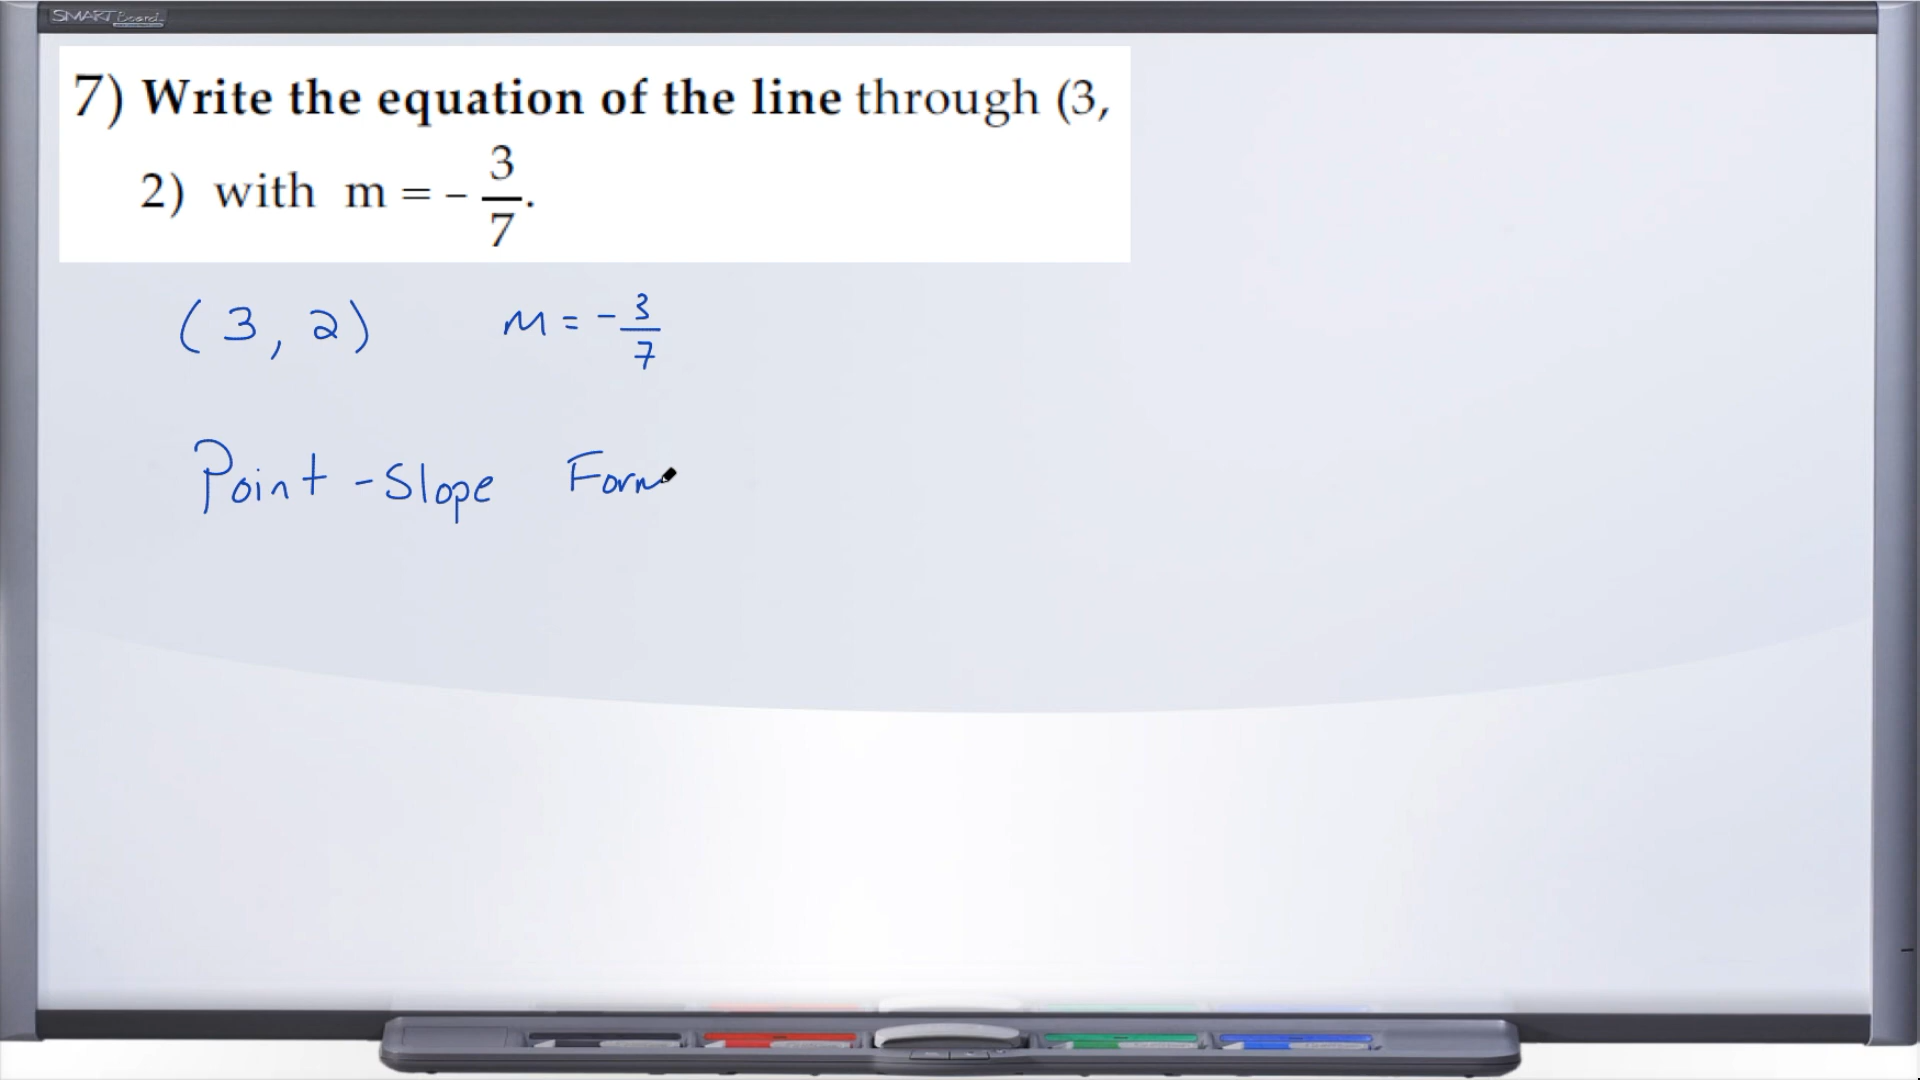 SMART Board
7) Write the equation of the line through (3,
2) with m = - 3/7.
(3, 2) m = - 3/7
Point - Slope Form